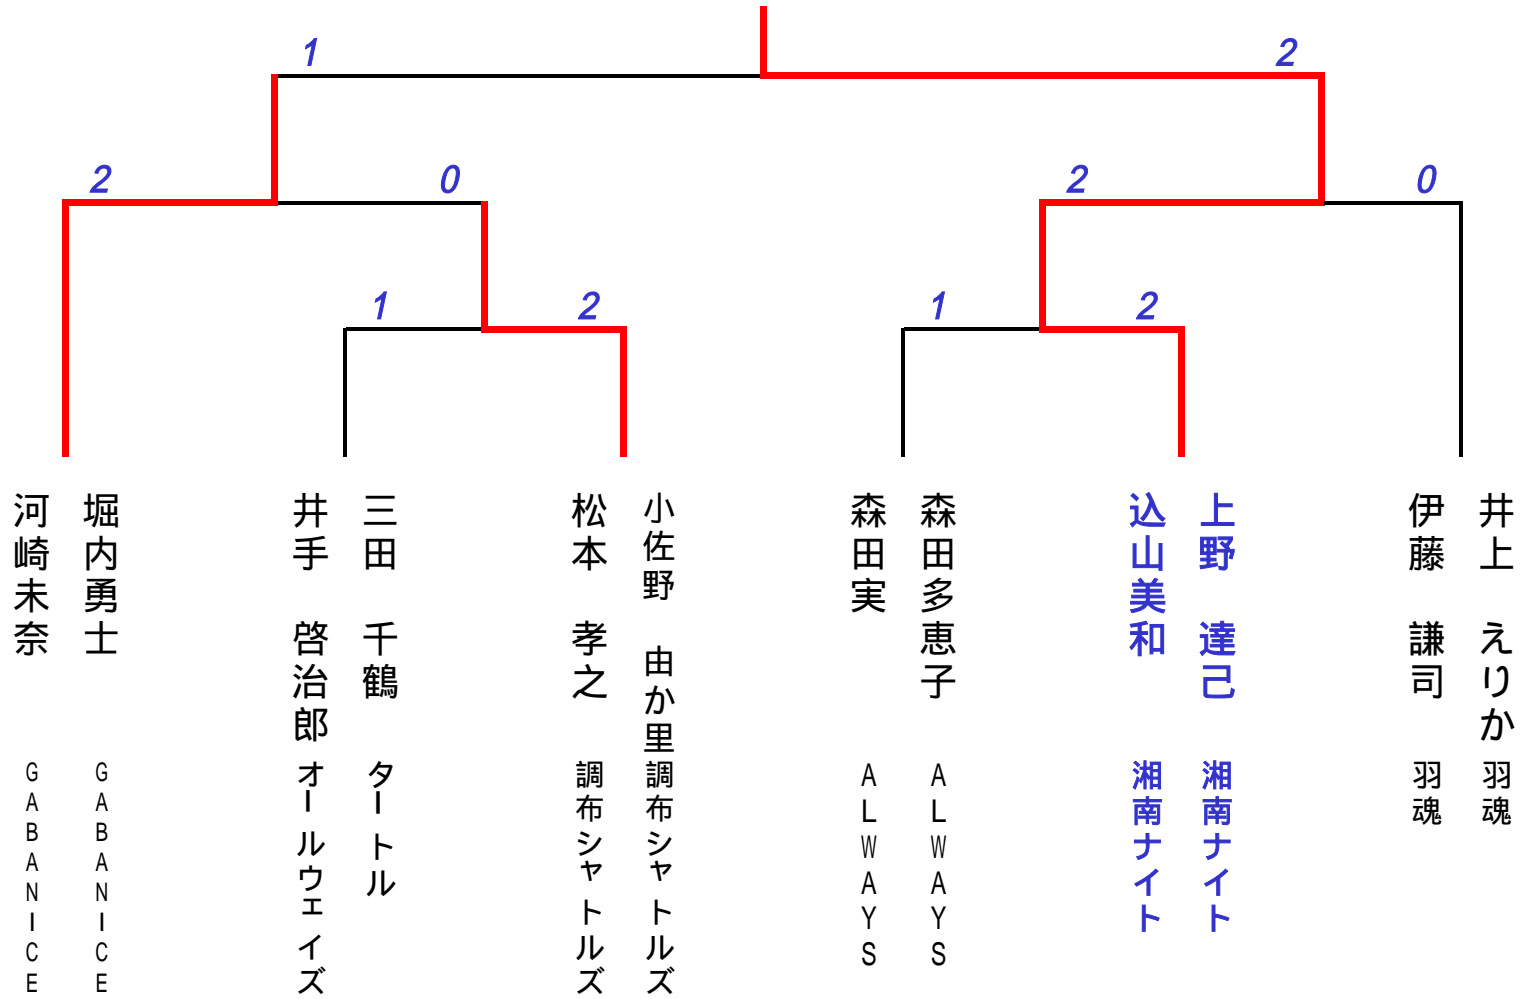 1
2
2
0
2
0
1
2
1
2
河崎未奈
堀内勇士
井手　啓治郎
三田　千鶴
松本　孝之
小佐野　由か里
森田実
森田多恵子
込山美和
上野　達己
伊藤　謙司
井上　えりか
GABANICE
GABANICE
オールウェイズ
タートル
調布シャトルズ
調布シャトルズ
ALWAYS
ALWAYS
湘南ナイト
湘南ナイト
羽魂
羽魂